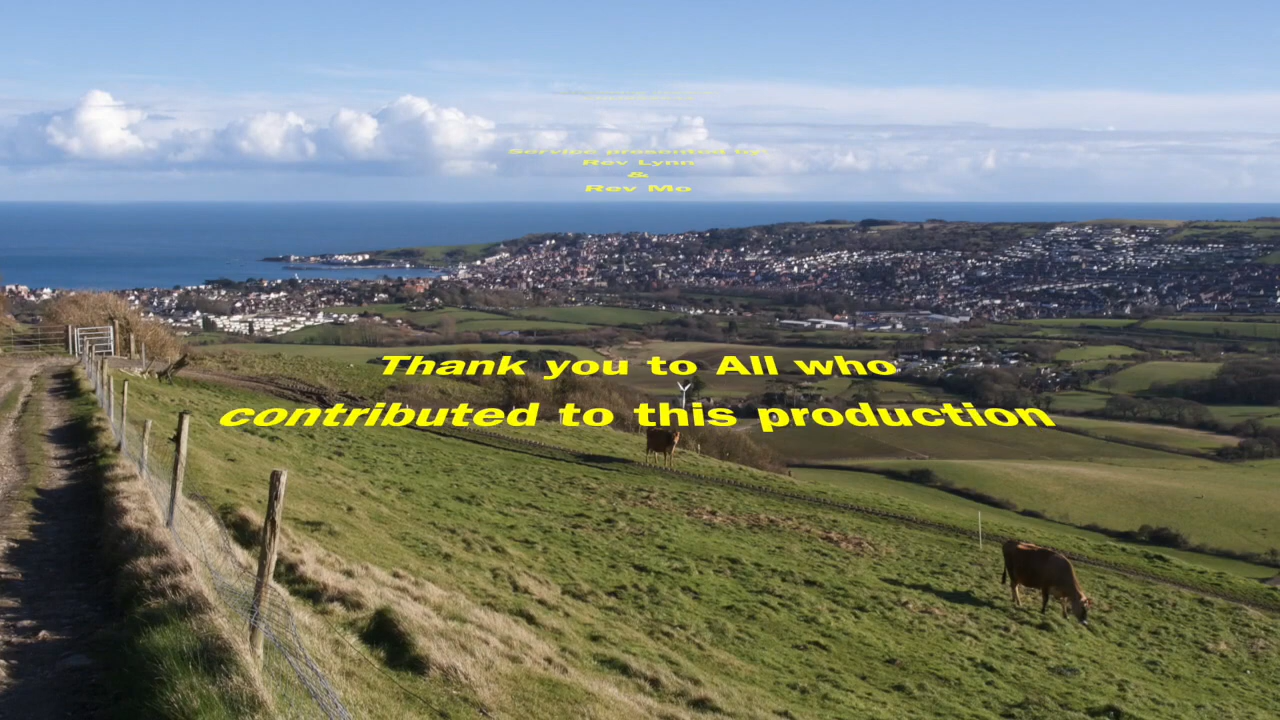 Service presented by:
Rev Lynn
&
Rev Mo
Thank you to All who
contributed to this production